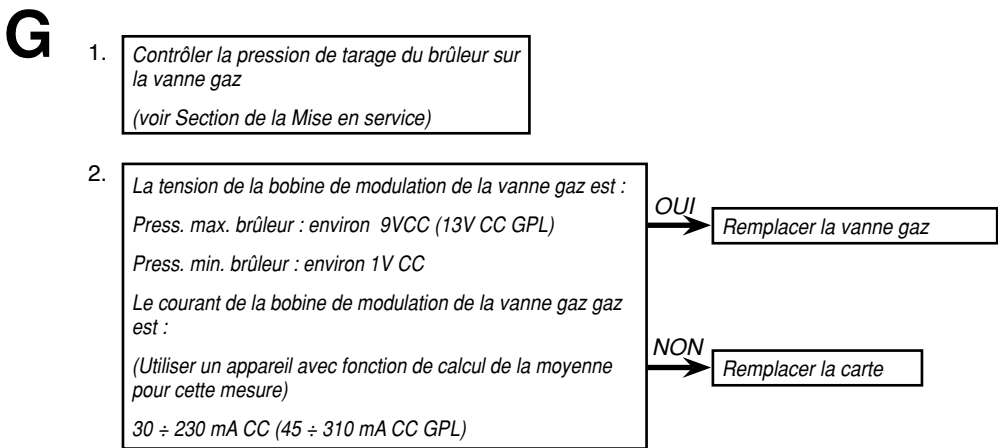 G
1. Contrôler la pression de tarage du brûleur sur
la vanne gaz
(voir Section de la Mise en service)
2. La tension de la bobine de modulation de la vanne gaz est :
Press. max. brûleur : environ 9VCC (13V CC GPL)
Press. min. brûleur : environ 1V CC
Le courant de la bobine de modulation de la vanne gaz gaz
est :
(Utiliser un appareil avec fonction de calcul de la moyenne
pour cette mesure)
30 ÷ 230 mA CC (45 ÷ 310 mA CC GPL)
OUI
Remplacer la vanne gaz
NON
Remplacer la carte